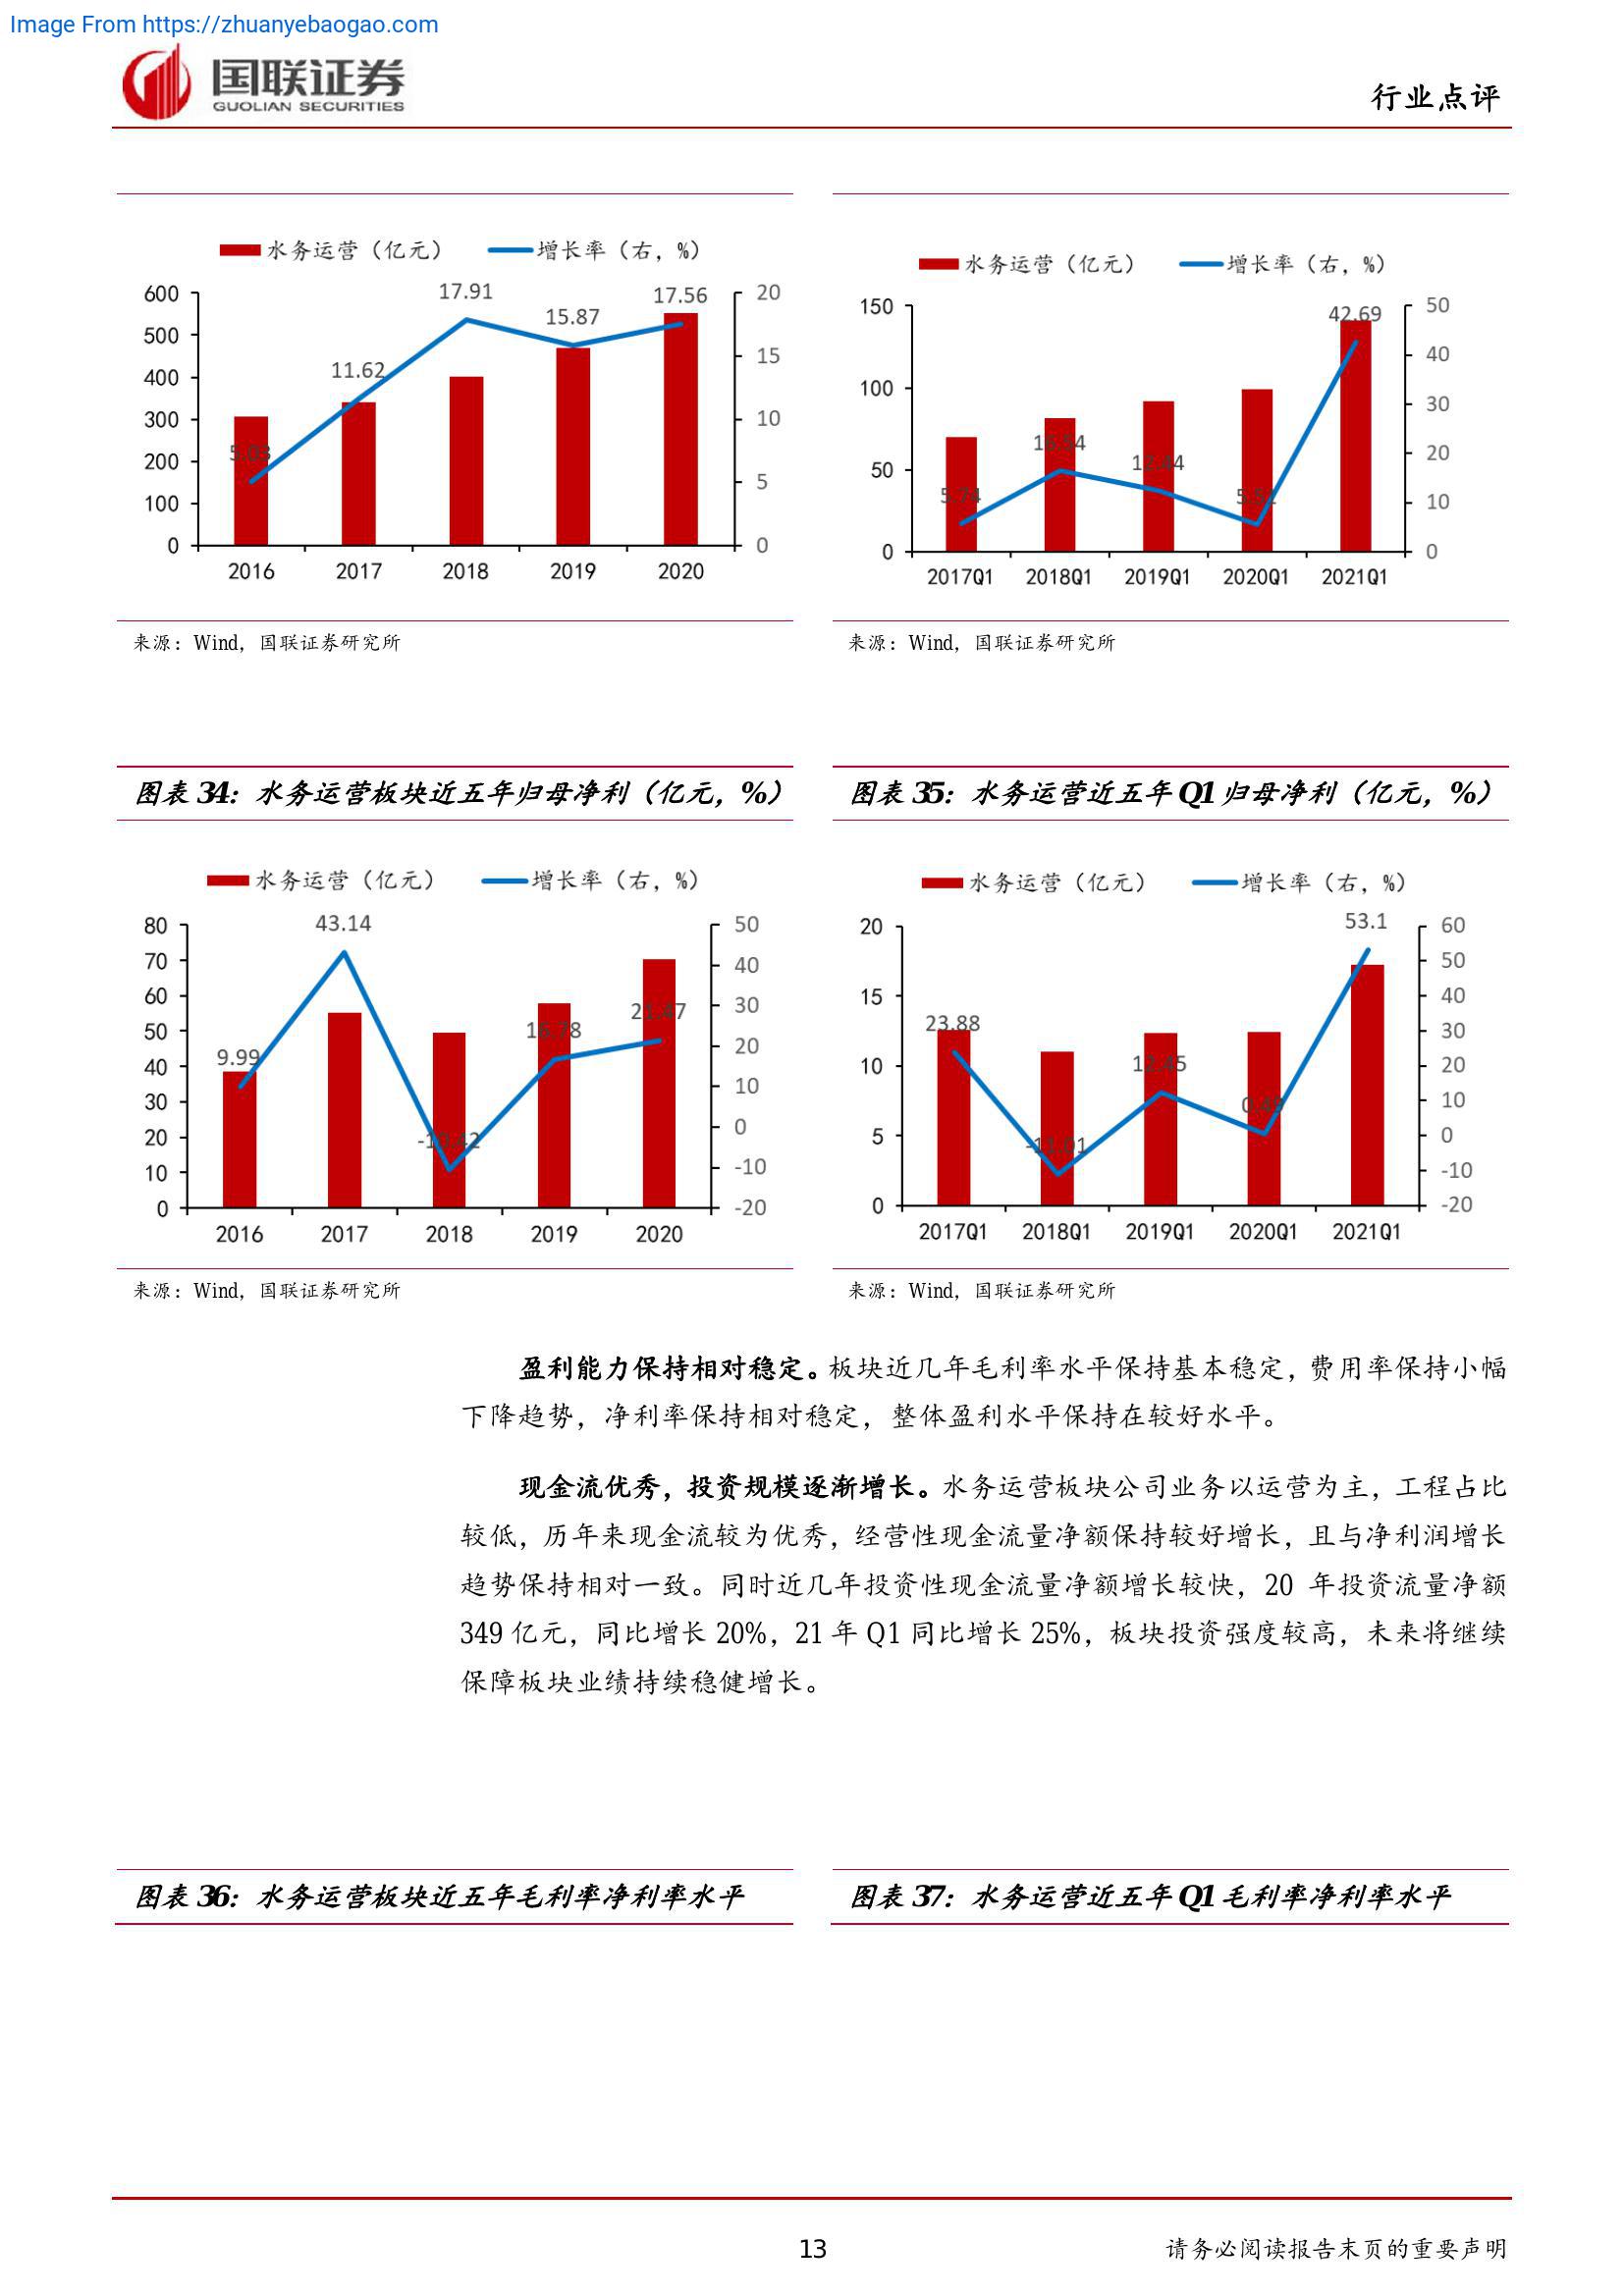 Image From https://zhuanyebaogao.com
国联证券
GUOLIAN SECURITIES
行业点评
水务运营（亿元） 增长率（右，%）
600 500 400 300 200 100 0
5.03 11.62 17.91 15.87 17.56
20 15 10 5 0
2016 2017 2018 2019 2020
来源：Wind，国联证券研究所
水务运营（亿元） 增长率（右，%）
150 100 50 0
5.74 16.54 12.44 42.69
50 40 30 20 10 0
2017Q1 2018Q1 2019Q1 2020Q1 2021Q1
来源：Wind，国联证券研究所
图表 34：水务运营板块近五年归母净利（亿元，%）
水务运营（亿元） 增长率（右，%）
80 70 60 50 40 30 20 10 0
9.99 43.14 16.78 21.47
50 40 30 20 10 0 -10 -20
2016 2017 2018 2019 2020
来源：Wind，国联证券研究所
图表 35：水务运营近五年 Q1 归母净利（亿元，%）
水务运营（亿元） 增长率（右，%）
20 15 10 5 0
23.88 -11.01 12.45 53.1
60 50 40 30 20 10 0 -10 -20
2017Q1 2018Q1 2019Q1 2020Q1 2021Q1
来源：Wind，国联证券研究所
盈利能力保持相对稳定。板块近几年毛利率水平保持基本稳定，费用率保持小幅
下降趋势，净利率保持相对稳定，整体盈利水平保持在较好水平。
现金流优秀，投资规模逐渐增长。水务运营板块公司业务以运营为主，工程占比
较低，历年来现金流较为优秀，经营性现金流量净额保持较好增长，且与净利润增长
趋势保持相对一致。同时近几年投资性现金流量净额增长较快，20 年投资流量净额
349 亿元，同比增长 20%，21 年 Q1 同比增长 25%，板块投资强度较高，未来将继续
保障板块业绩持续稳健增长。
图表 36：水务运营板块近五年毛利率净利率水平
图表 37：水务运营近五年 Q1 毛利率净利率水平
13
请务必阅读报告末页的重要声明